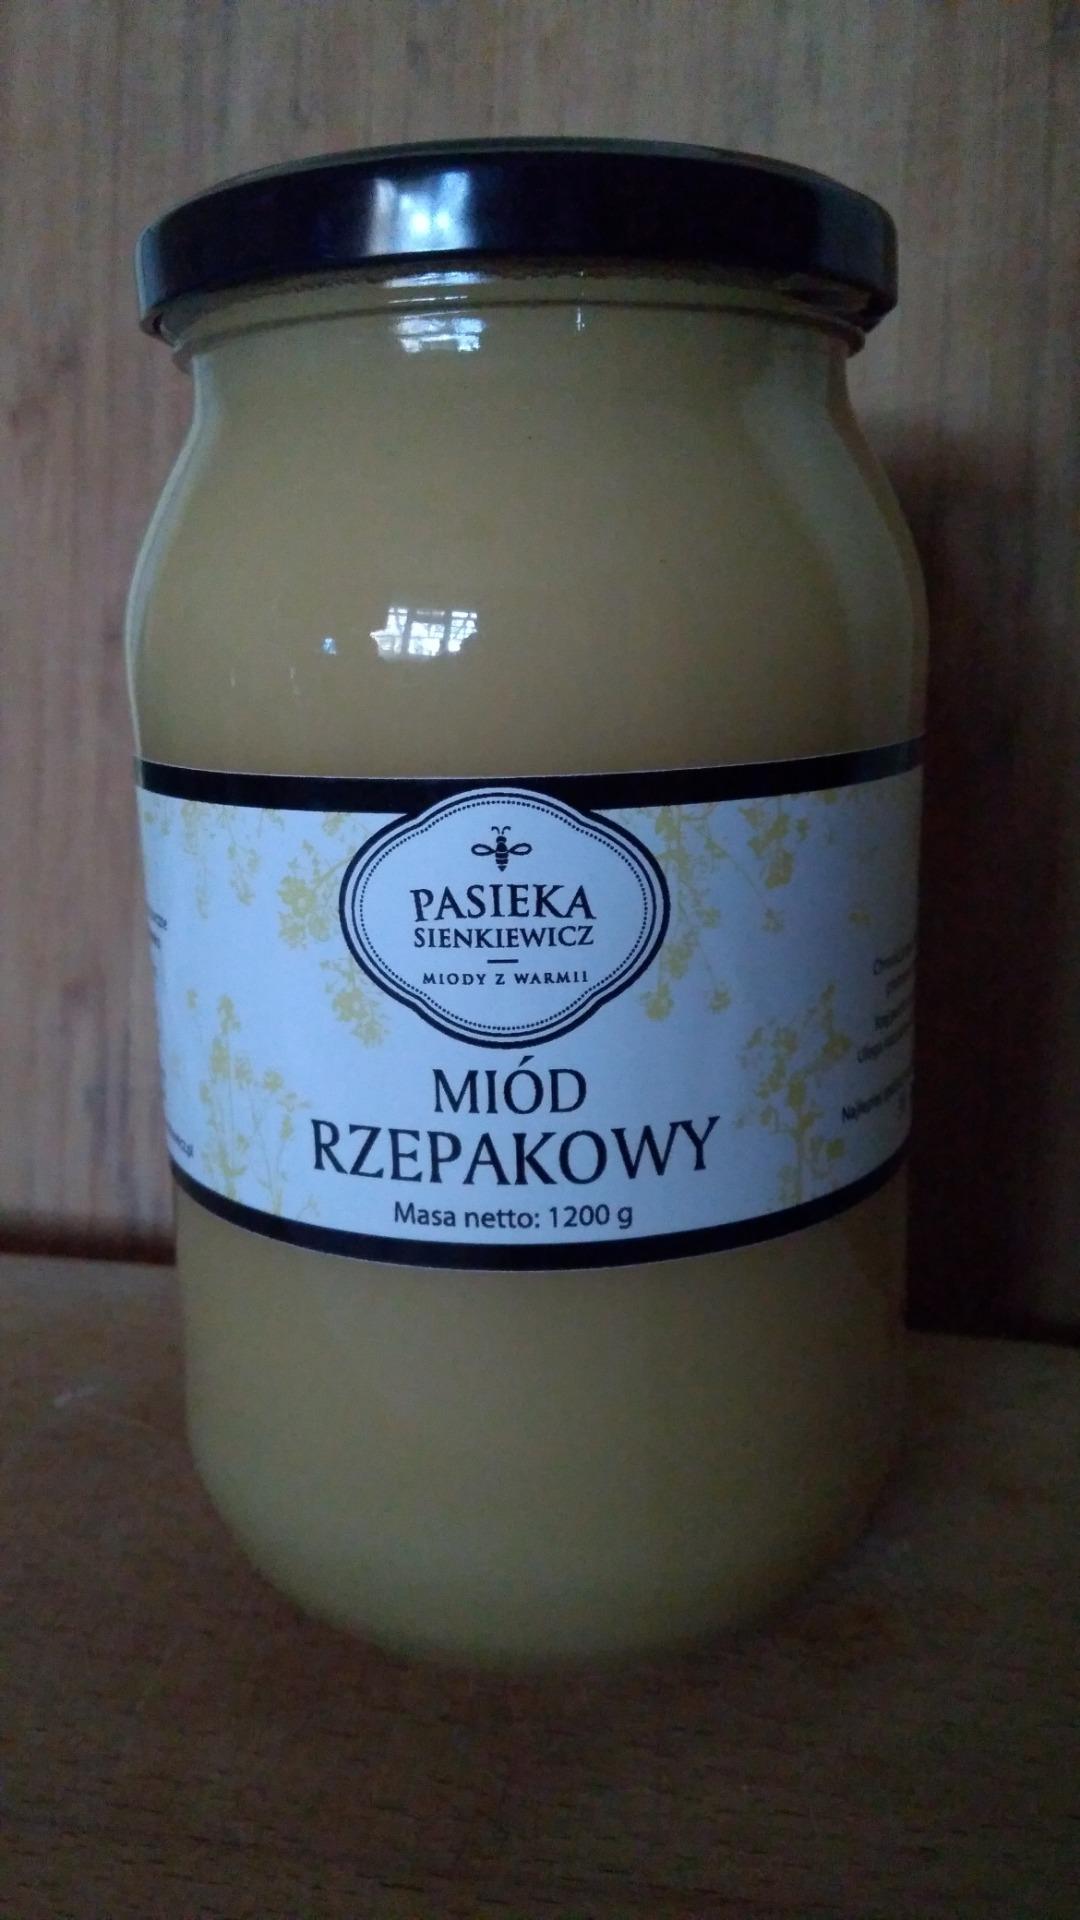 PASIEKA
SIENKIEWICZ
MIODY Z WARMII
MIÓD
RZEPAKOWY
Masa netto: 1200 g